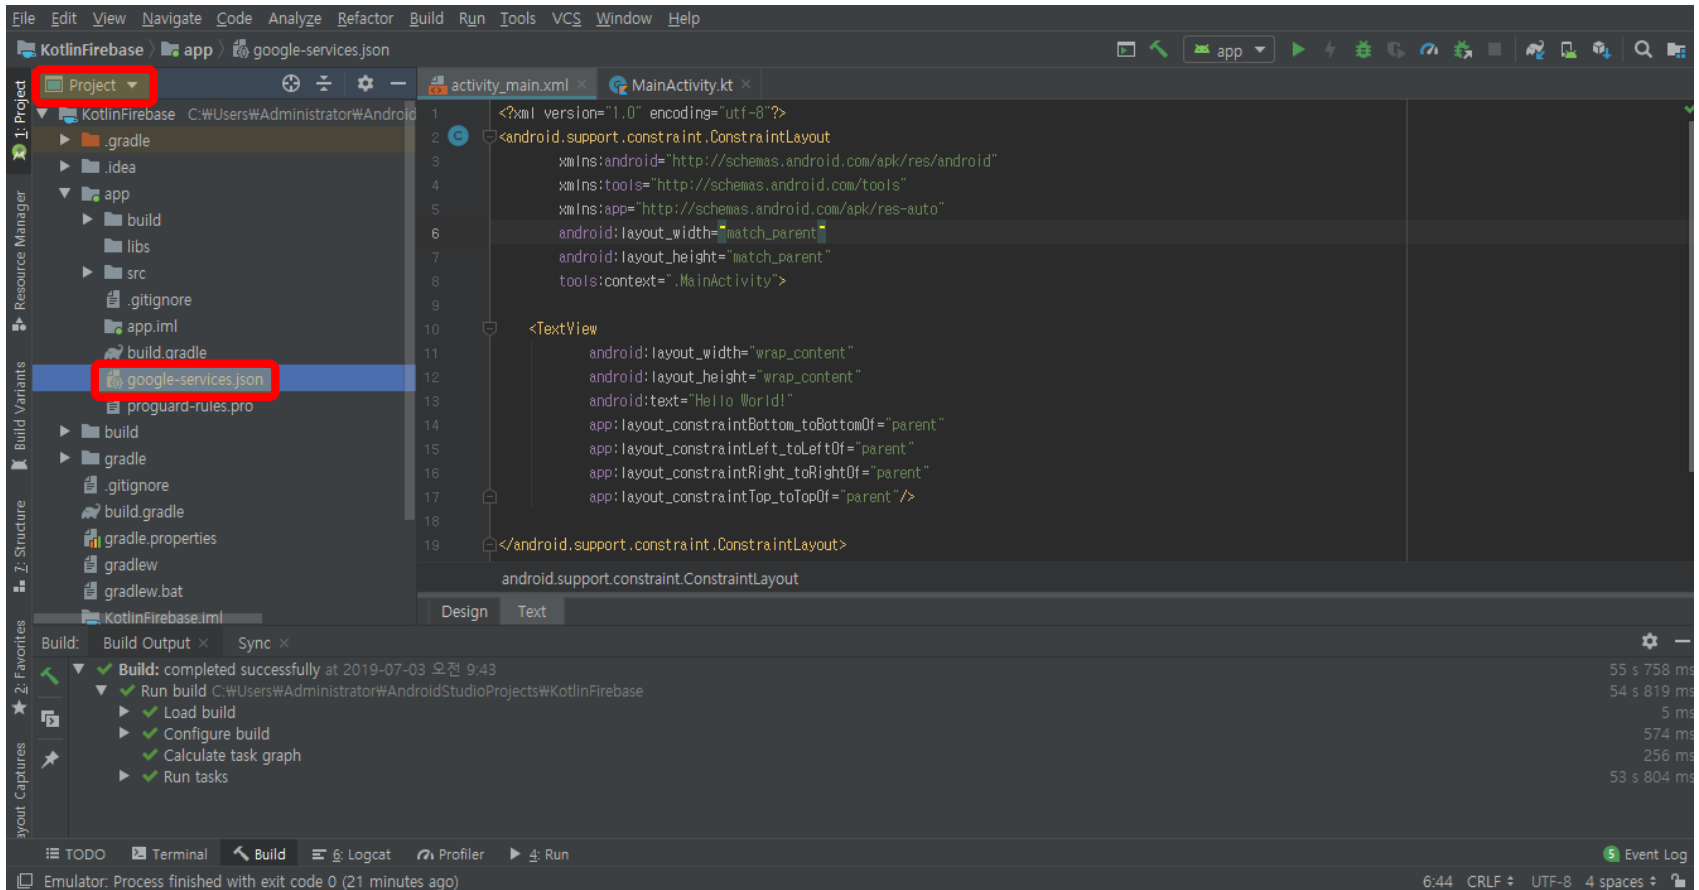 File Edit View Navigate Code Analyze Refactor Build Run Tools VCS Window Help
KotlinFirebase app google-services.json
app
Project
activity_main.xml
MainActivity.kt
1: Project
Resource Manager
Build Variants
7: Structure
2: Favorites
ayout Captures
KotlinFirebase C:₩Users₩Administrator₩Android
.gradle
.idea
app
build
libs
src
.gitignore
app.iml
build.gradle
google-services.json
proguard-rules.pro
build
gradle
.gitignore
build.gradle
gradle.properties
gradlew
gradlew.bat
KotlinFirebase.iml
1 <?xml version="1.0" encoding="utf-8"?>
2 <android.support.constraint.ConstraintLayout
3 xmlns:android="http://schemas.android.com/apk/res/android"
4 xmlns:tools="http://schemas.android.com/tools"
5 xmlns:app="http://schemas.android.com/apk/res-auto"
6 android:layout_width="match_parent"
7 android:layout_height="match_parent"
8 tools:context=".MainActivity">
9
10 <TextView
11 android:layout_width="wrap_content"
12 android:layout_height="wrap_content"
13 android:text="Hello World!"
14 app:layout_constraintBottom_toBottomOf="parent"
15 app:layout_constraintLeft_toLeftOf="parent"
16 app:layout_constraintRight_toRightOf="parent"
17 app:layout_constraintTop_toTopOf="parent"/>
18
19 </android.support.constraint.ConstraintLayout>
android.support.constraint.ConstraintLayout
Design Text
Build: Build Output Sync
Build: completed successfully at 2019-07-03 오전 9:43 55 s 758 ms
Run build C:₩Users₩Administrator₩AndroidStudioProjects₩KotlinFirebase 54 s 819 ms
Load build 5 ms
Configure build 574 ms
Calculate task graph 256 ms
Run tasks 53 s 804 ms
TODO Terminal Build 6: Logcat Profiler 4: Run 5 Event Log
Emulator: Process finished with exit code 0 (21 minutes ago) 6:44 CRLF UTF-8 4 spaces